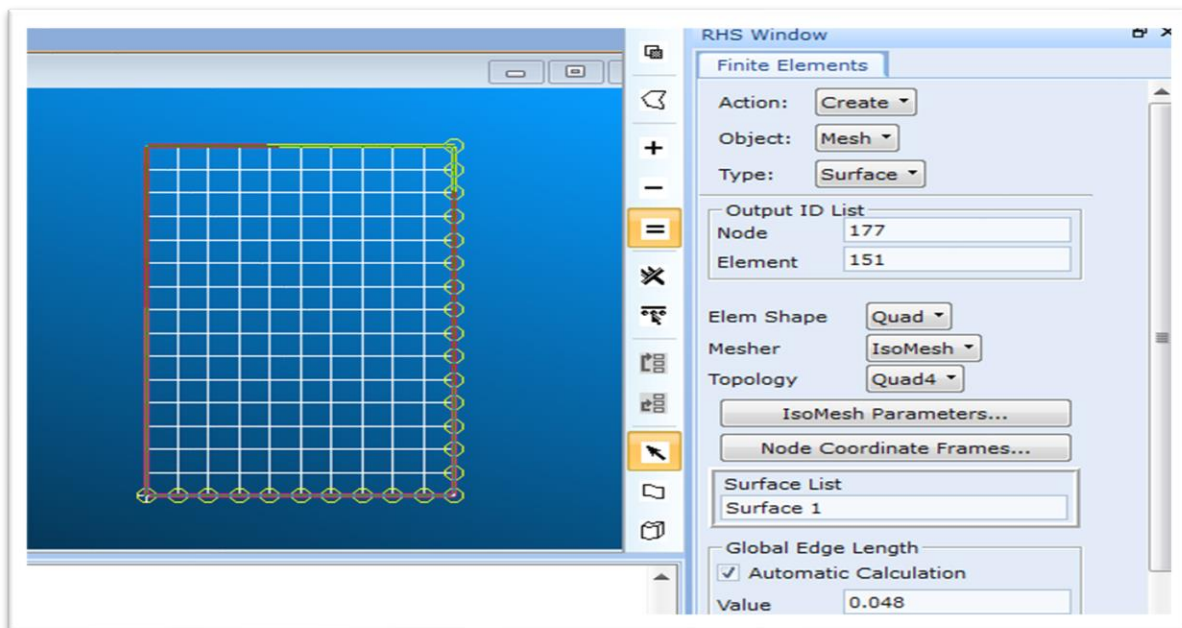 RHS Window
Finite Elements
Action: Create
Object: Mesh
Type: Surface
Output ID List
Node 177
Element 151
Elem Shape Quad
Mesher IsoMesh
Topology Quad4
IsoMesh Parameters...
Node Coordinate Frames...
Surface List
Surface 1
Global Edge Length
Automatic Calculation
Value 0.048